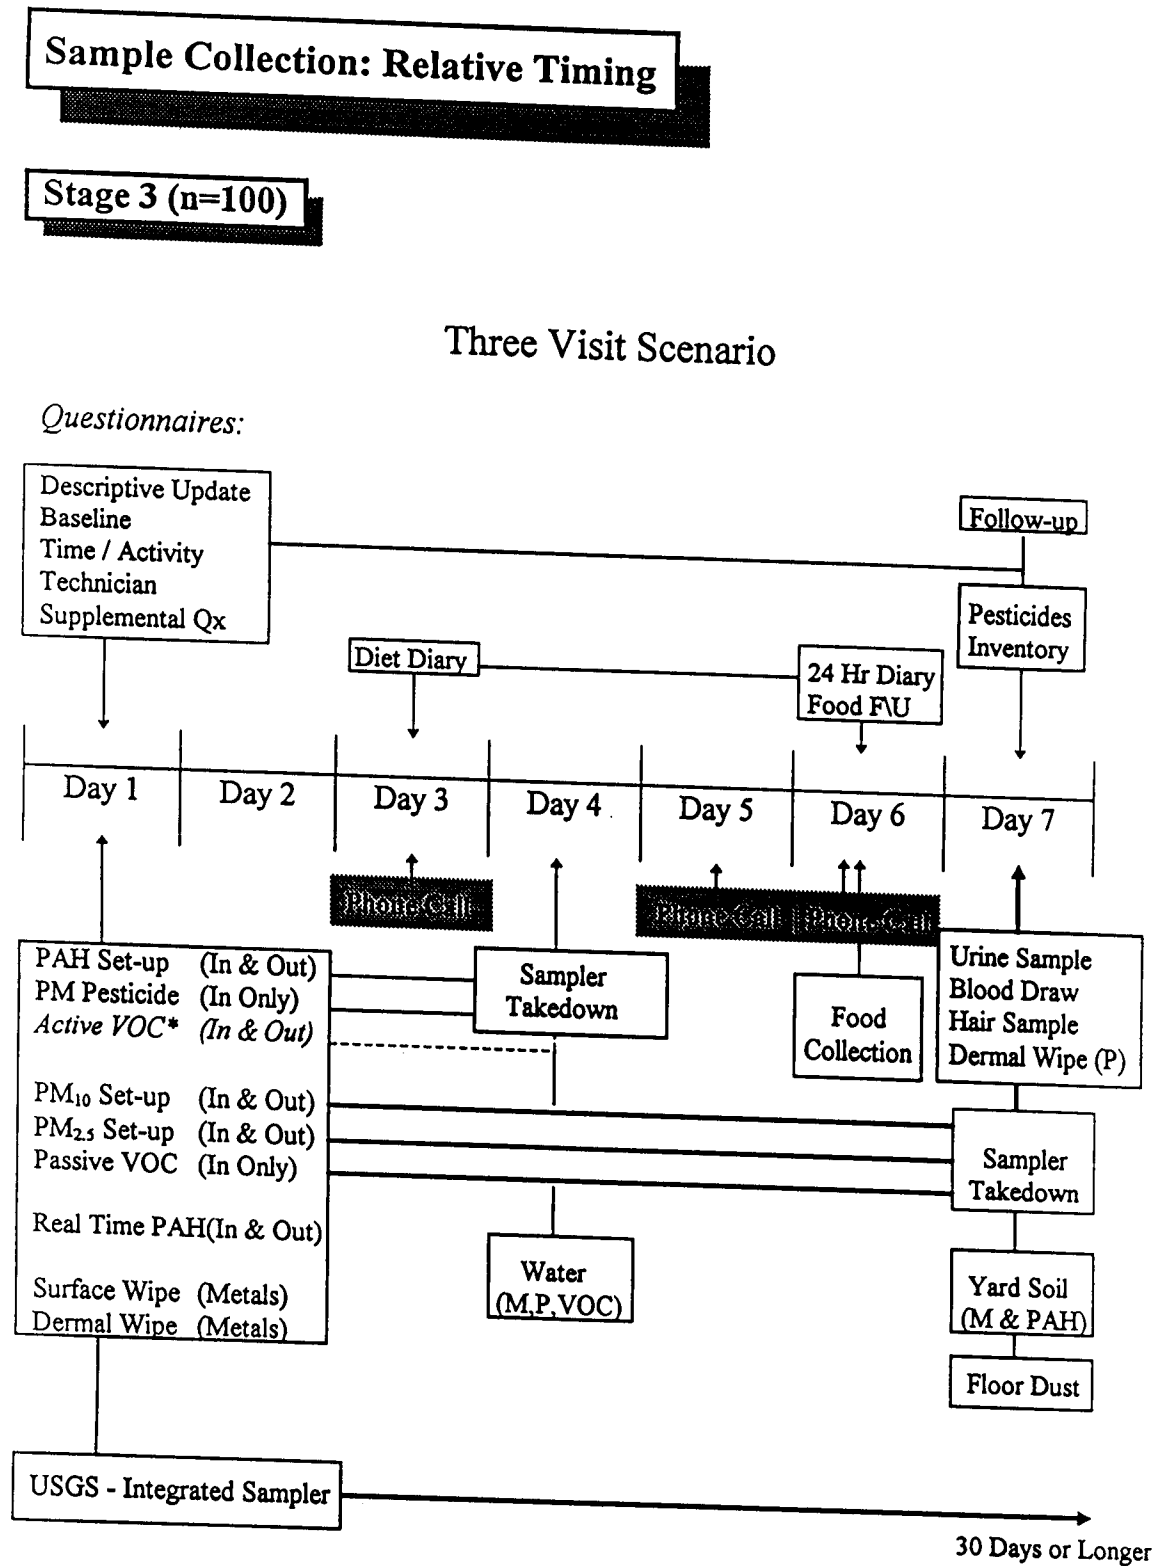 Sample Collection: Relative Timing
Stage 3 (n=100)
Three Visit Scenario
Questionnaires:
Descriptive Update
Baseline
Time / Activity
Technician
Supplemental Qx
Follow-up
Pesticides
Inventory
Diet Diary
24 Hr Diary
Food F\U
Day 1
Day 2
Day 3
Day 4
Day 5
Day 6
Day 7
Phone Call
Phone Call
Phone Call
PAH Set-up (In & Out)
PM Pesticide (In Only)
Active VOC* (In & Out)
PM₁₀ Set-up (In & Out)
PM₂.₅ Set-up (In & Out)
Passive VOC (In Only)
Real Time PAH(In & Out)
Surface Wipe (Metals)
Dermal Wipe (Metals)
Sampler
Takedown
Water
(M,P,VOC)
Food
Collection
Urine Sample
Blood Draw
Hair Sample
Dermal Wipe (P)
Sampler
Takedown
Yard Soil
(M & PAH)
Floor Dust
USGS - Integrated Sampler
30 Days or Longer